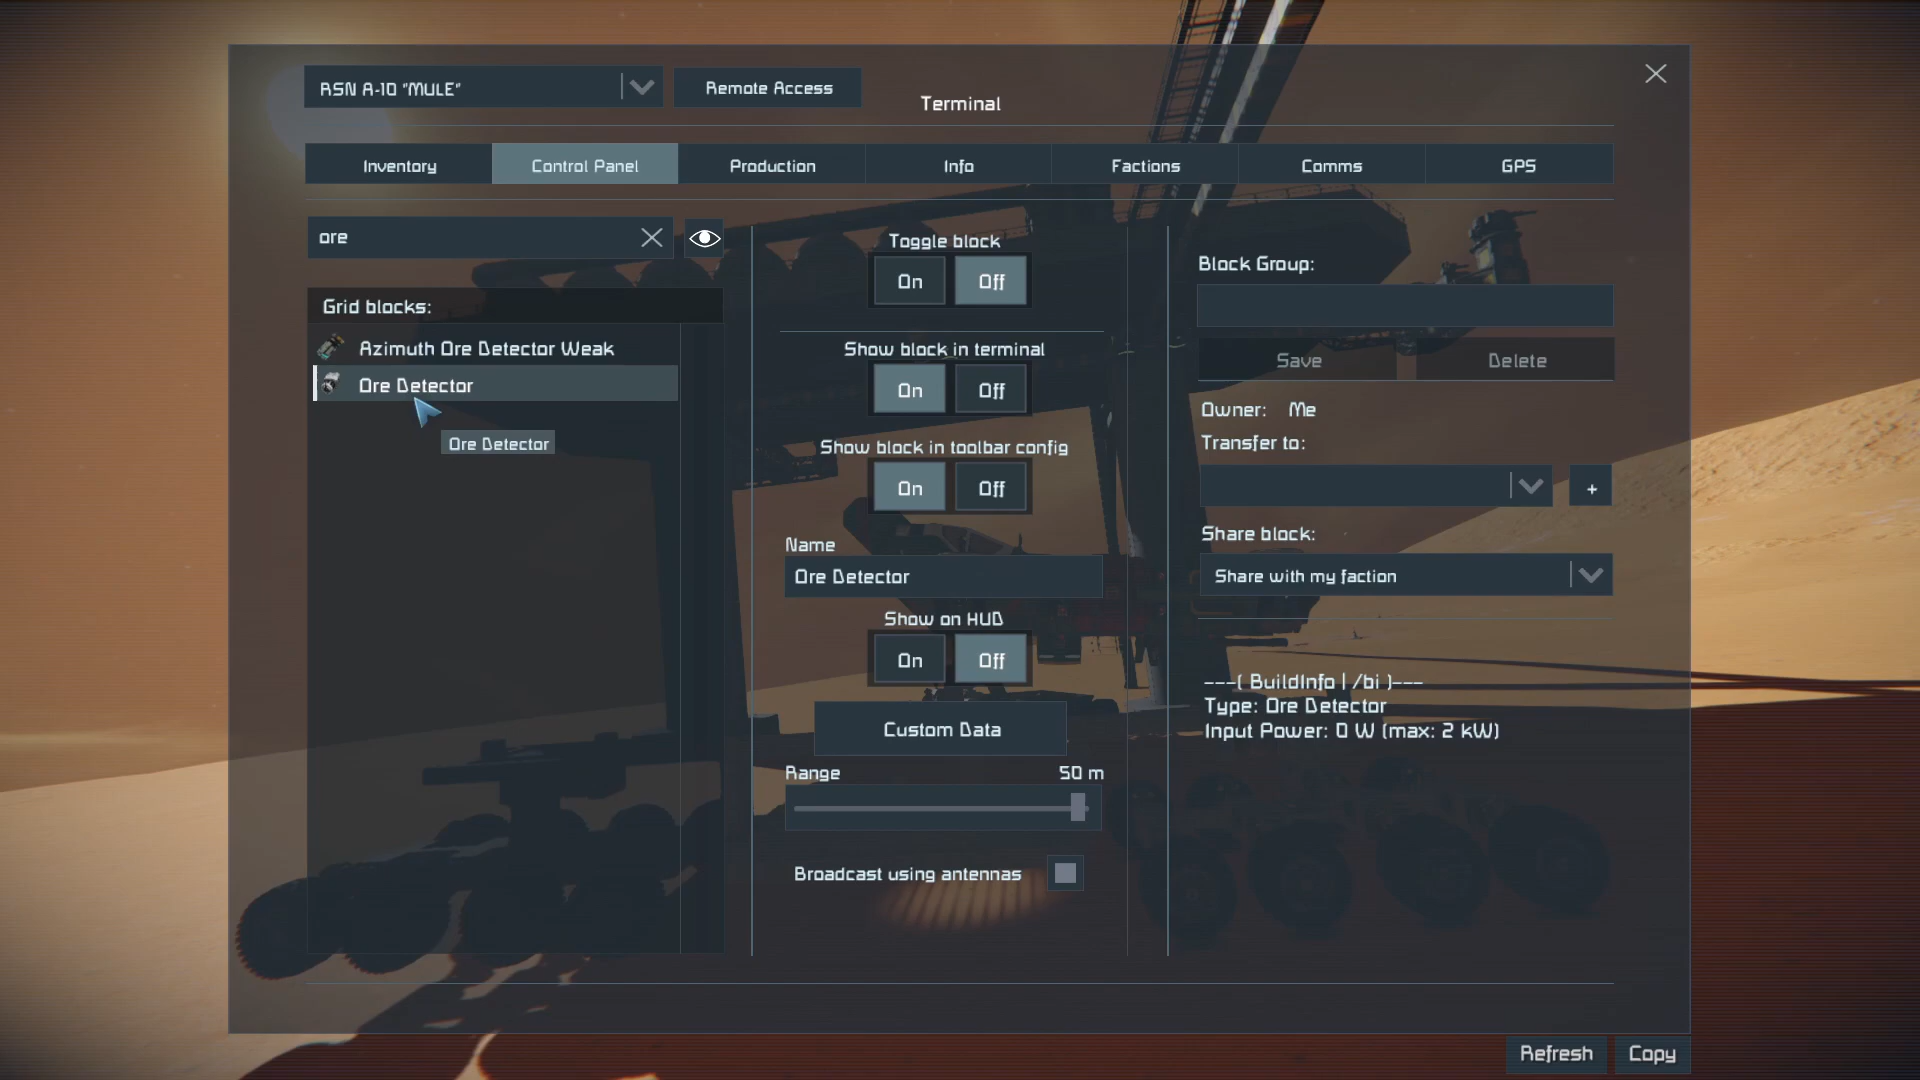 RSN A-10 "MULE"
Remote Access
Terminal
Inventory
Control Panel
Production
Info
Factions
Comms
GPS
ore
Grid blocks:
Azimuth Ore Detector Weak
Ore Detector
Ore Detector
Toggle block
On
Off
Show block in terminal
On
Off
Show block in toolbar config
On
Off
Name
Ore Detector
Show on HUD
On
Off
Custom Data
Range
50 m
Broadcast using antennas
Block Group:
Save
Delete
Owner: Me
Transfer to:
+
Share block:
Share with my faction
---( BuildInfo | /bi )---
Type: Ore Detector
Input Power: 0 W (max: 2 kW)
Refresh
Copy